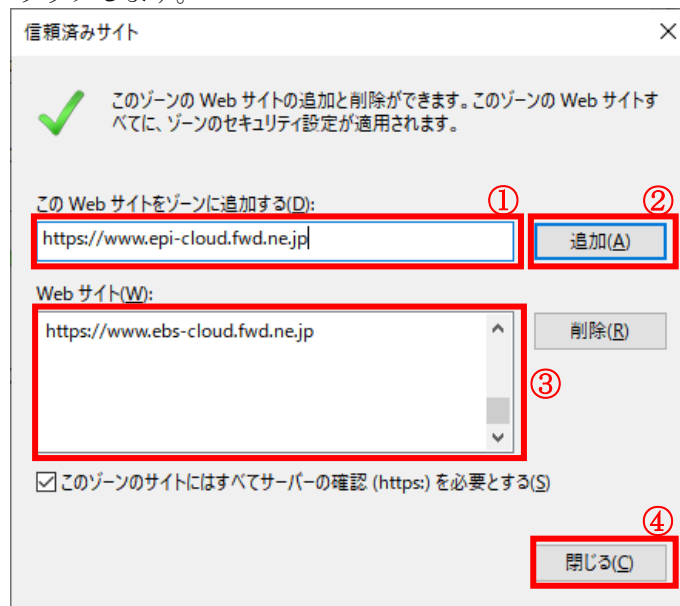 クリックします。
信頼済みサイト
このゾーンの Web サイトの追加と削除ができます。このゾーンの Web サイトす
べてに、ゾーンのセキュリティ設定が適用されます。
この Web サイトをゾーンに追加する(D):
①
②
https://www.epi-cloud.fwd.ne.jp
追加(A)
Web サイト(W):
https://www.ebs-cloud.fwd.ne.jp
削除(R)
③
このゾーンのサイトにはすべてサーバーの確認 (https:) を必要とする(S)
④
閉じる(C)